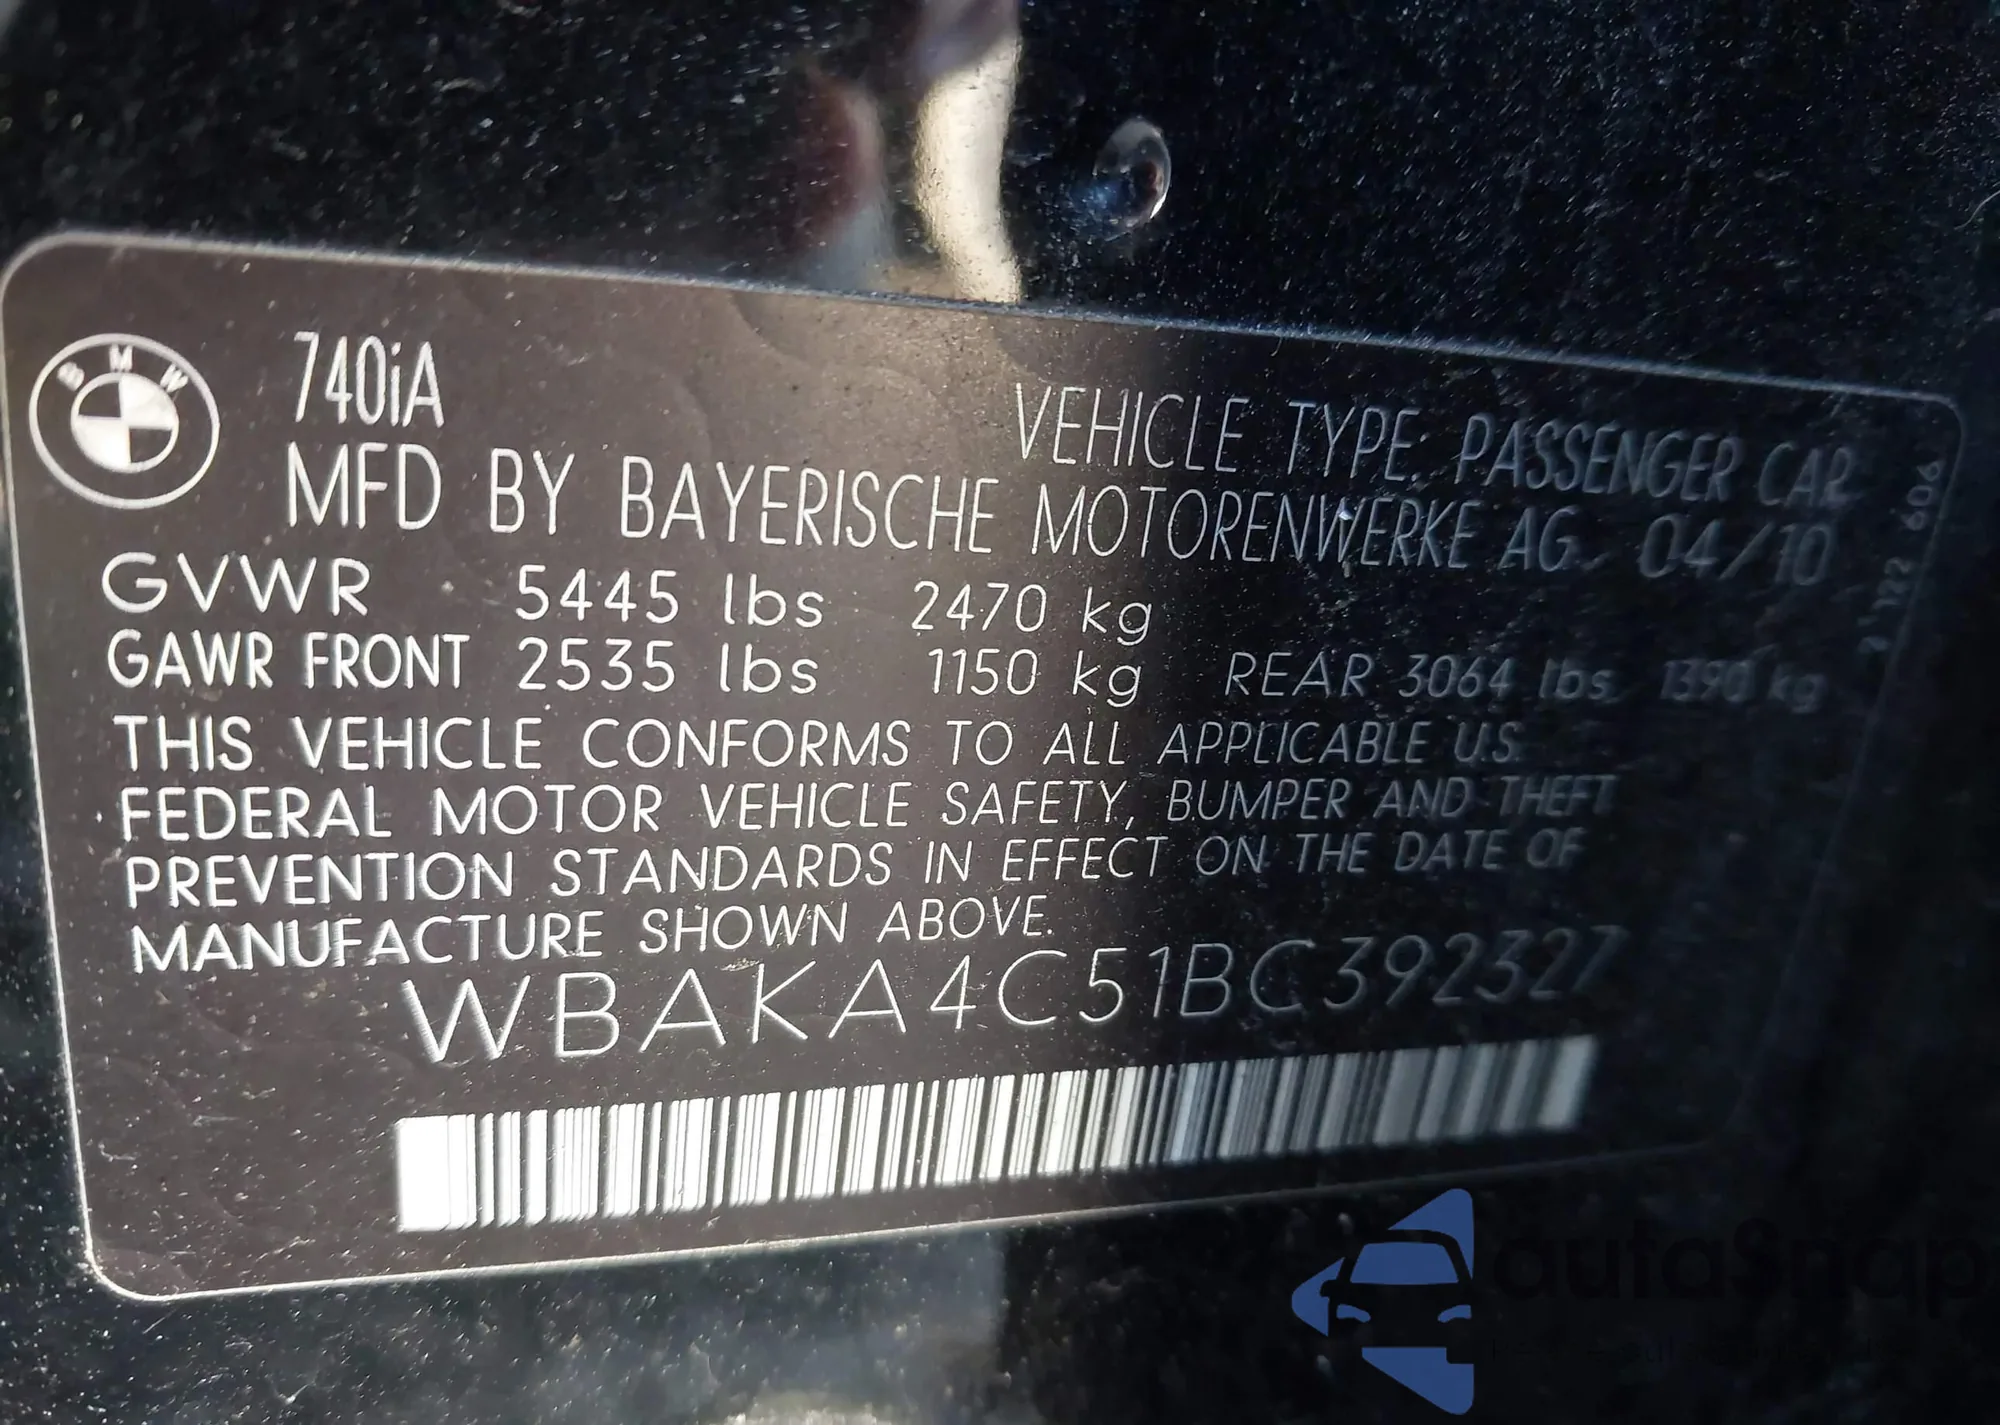 BMW
740iA
VEHICLE TYPE: PASSENGER CAR
MFD BY BAYERISCHE MOTORENWERKE AG 04/10
GVWR 5445 lbs 2470 kg
GAWR FRONT 2535 lbs 1150 kg REAR 3064 lbs 1390 kg
THIS VEHICLE CONFORMS TO ALL APPLICABLE U.S.
FEDERAL MOTOR VEHICLE SAFETY, BUMPER AND THEFT
PREVENTION STANDARDS IN EFFECT ON THE DATE OF
MANUFACTURE SHOWN ABOVE.
WBAKA4C51BC392327
autoSnap